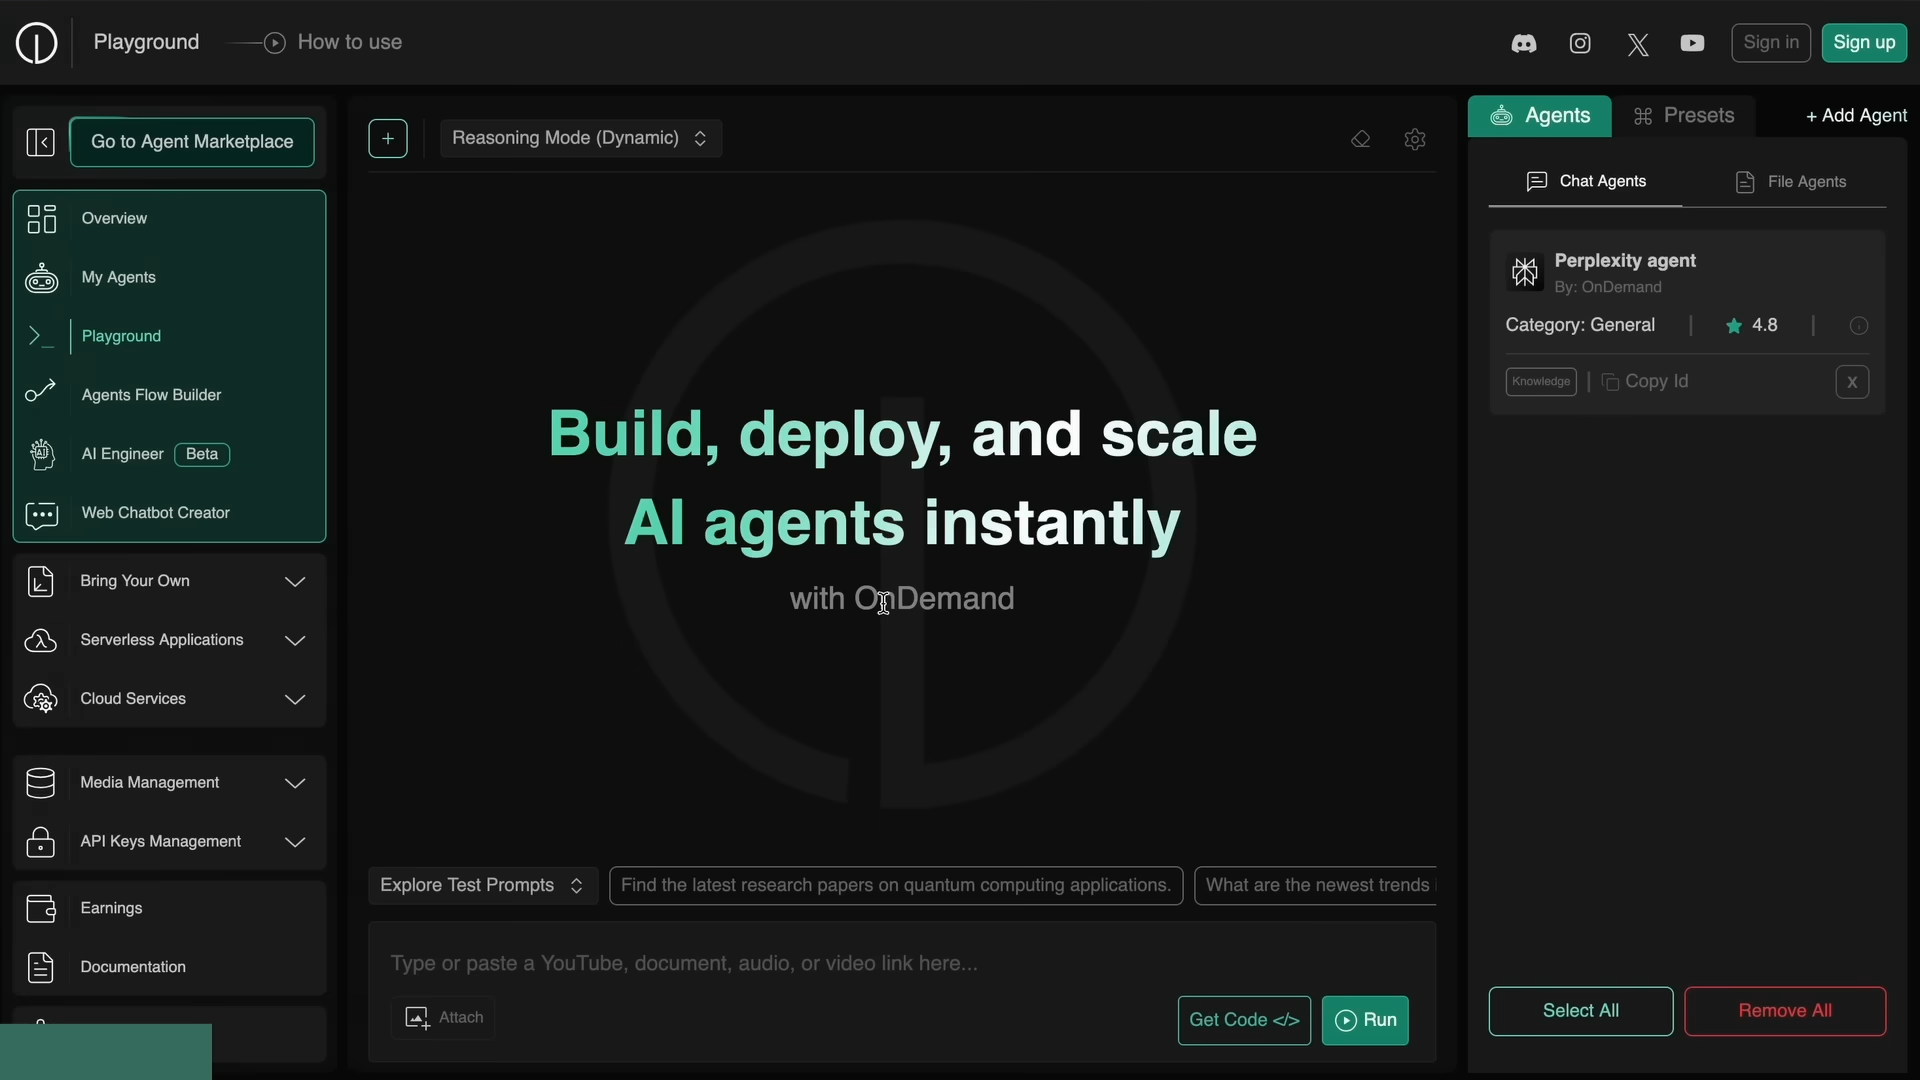 Playground
How to use
Sign in
Sign up
Go to Agent Marketplace
Overview
My Agents
Playground
Agents Flow Builder
AI Engineer
Beta
Web Chatbot Creator
Bring Your Own
Serverless Applications
Cloud Services
Media Management
API Keys Management
Earnings
Documentation
+
Reasoning Mode (Dynamic)
Build, deploy, and scale
AI agents instantly
with OnDemand
Explore Test Prompts
Find the latest research papers on quantum computing applications.
What are the newest trends
Type or paste a YouTube, document, audio, or video link here...
Attach
Get Code </>
Run
Agents
Presets
+ Add Agent
Chat Agents
File Agents
Perplexity agent
By: OnDemand
Category: General
4.8
Knowledge
Copy Id
X
Select All
Remove All